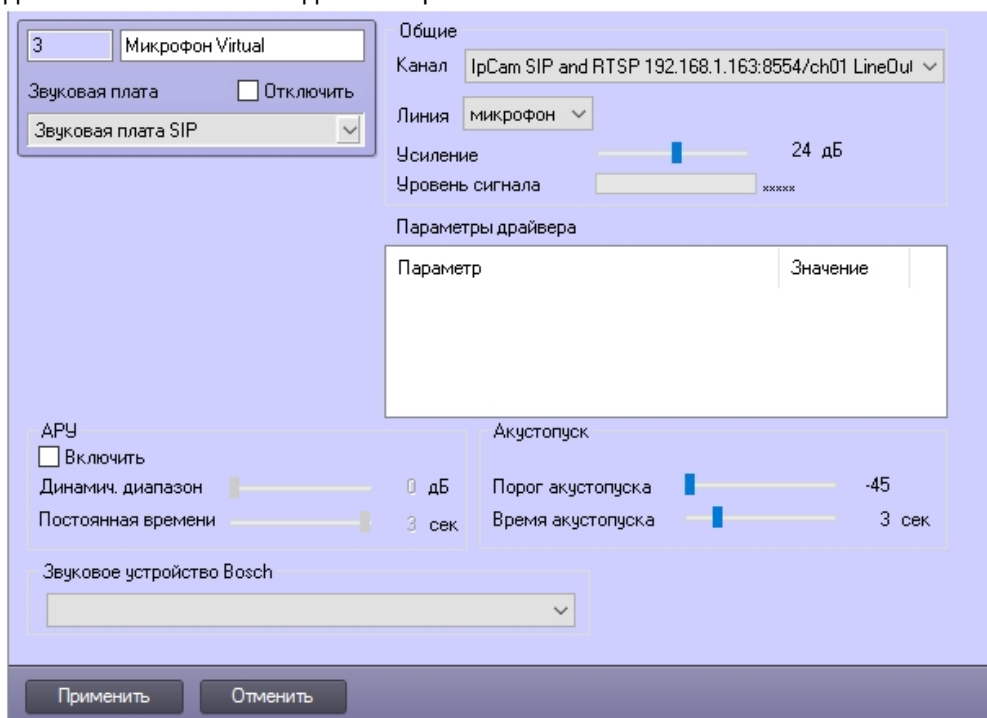 3 Микрофон Virtual
Звуковая плата Отключить
Звуковая плата SIP
Общие
Канал IpCam SIP and RTSP 192.168.1.163:8554/ch01 LineOut
Линия микрофон
Усиление 24 дБ
Уровень сигнала xxxxx
Параметры драйвера
Параметр Значение
АРУ
Включить
Динамич. диапазон 0 дБ
Постоянная времени 3 сек
Акустопуск
Порог акустопуска -45
Время акустопуска 3 сек
Звуковое устройство Bosch
Применить Отменить